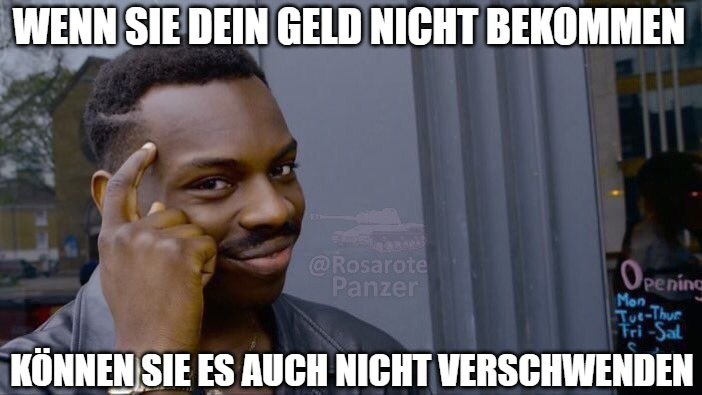 WENN SIE DEIN GELD NICHT BEKOMMEN
@Rosarote
Panzer
Opening
Mon
Tue-Thur
Fri-Sat
KÖNNEN SIE ES AUCH NICHT VERSCHWENDEN